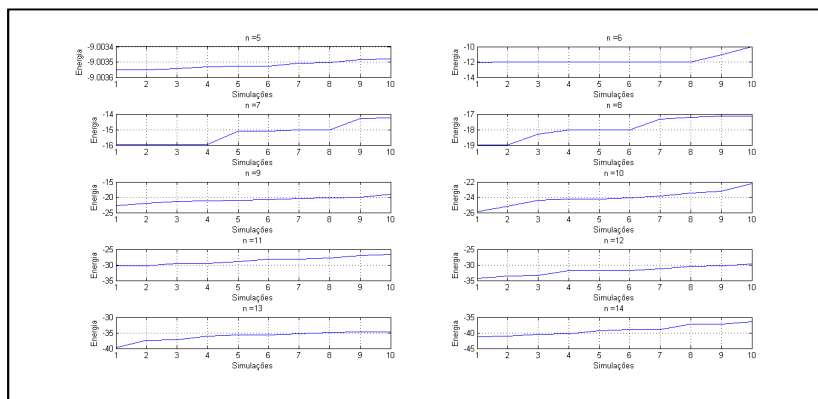 n =5
-9.0034
-9.0035
-9.0036
Energia
1 2 3 4 5 6 7 8 9 10
Simulações
n =6
-10
-12
-14
Energia
1 2 3 4 5 6 7 8 9 10
Simulações
n =7
-14
-15
-16
Energia
1 2 3 4 5 6 7 8 9 10
Simulações
n =8
-17
-18
-19
Energia
1 2 3 4 5 6 7 8 9 10
Simulações
n =9
-15
-20
-25
Energia
1 2 3 4 5 6 7 8 9 10
Simulações
n =10
-22
-24
-26
Energia
1 2 3 4 5 6 7 8 9 10
Simulações
n =11
-25
-30
-35
Energia
1 2 3 4 5 6 7 8 9 10
Simulações
n =12
-25
-30
-35
Energia
1 2 3 4 5 6 7 8 9 10
Simulações
n =13
-30
-35
-40
Energia
1 2 3 4 5 6 7 8 9 10
Simulações
n =14
-35
-40
-45
Energia
1 2 3 4 5 6 7 8 9 10
Simulações